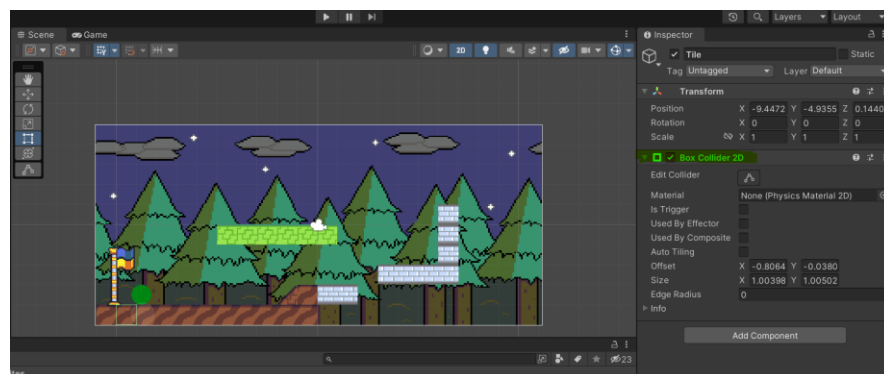 Layers Layout
Scene Game
Inspector
2D
Tile Static
Tag Untagged Layer Default
Transform
Position X -9.4472 Y -4.9355 Z 0.1440
Rotation X 0 Y 0 Z 0
Scale X 1 Y 1 Z 1
Box Collider 2D
Edit Collider
Material None (Physics Material 2D)
Is Trigger
Used By Effector
Used By Composite
Auto Tiling
Offset X -0.8064 Y -0.0380
Size X 1.00398 Y 1.00502
Edge Radius 0
Info
Add Component
23